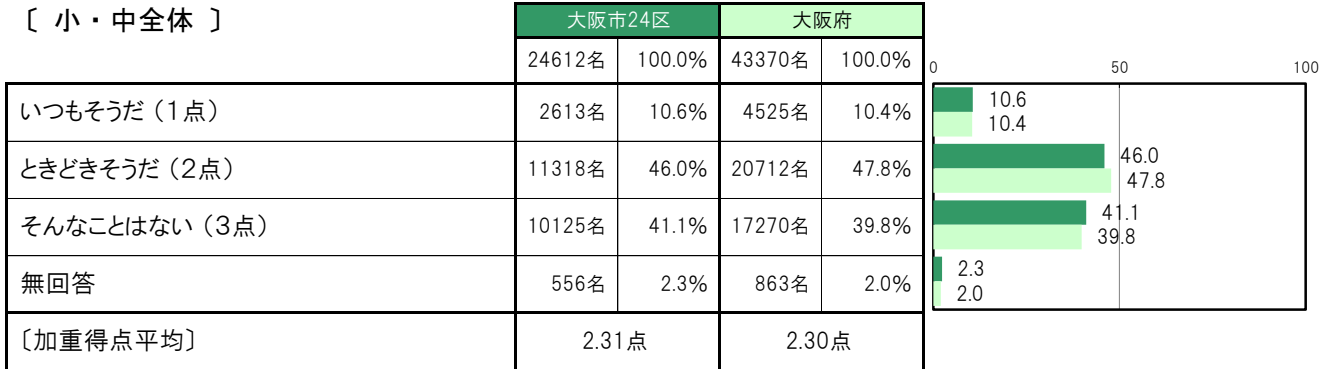 〔 小・中全体 〕
大阪市24区 大阪府
24612名 100.0% 43370名 100.0%
0 50 100
いつもそうだ（１点） 2613名 10.6% 4525名 10.4%
10.6
10.4
ときどきそうだ（２点） 11318名 46.0% 20712名 47.8%
46.0
47.8
そんなことはない（３点） 10125名 41.1% 17270名 39.8%
41.1
39.8
無回答 556名 2.3% 863名 2.0%
2.3
2.0
〔加重得点平均〕 2.31点 2.30点